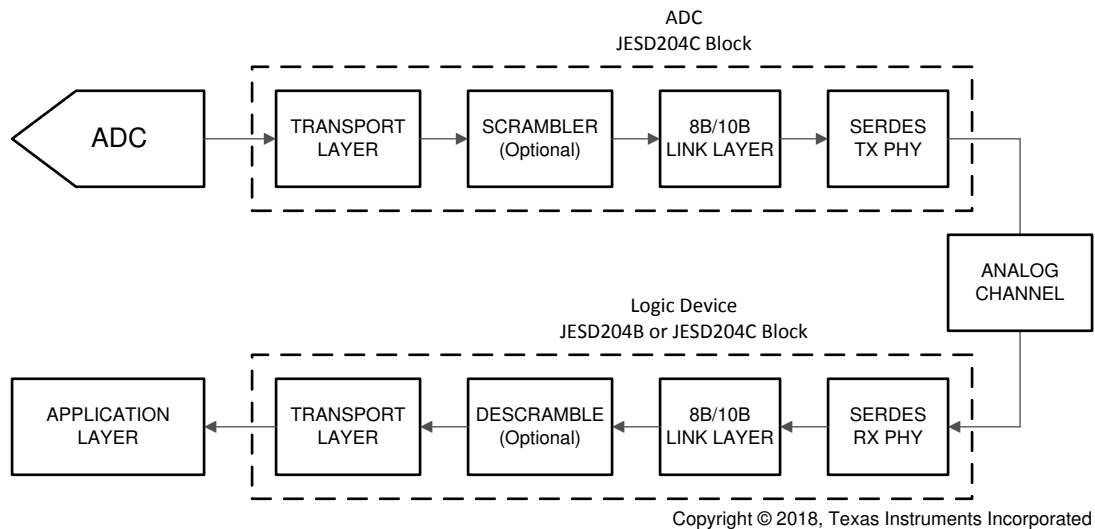 ADC
JESD204C Block
ADC
TRANSPORT
LAYER
SCRAMBLER
(Optional)
8B/10B
LINK LAYER
SERDES
TX PHY
ANALOG
CHANNEL
Logic Device
JESD204B or JESD204C Block
APPLICATION
LAYER
TRANSPORT
LAYER
DESCRAMBLE
(Optional)
8B/10B
LINK LAYER
SERDES
RX PHY
Copyright © 2018, Texas Instruments Incorporated